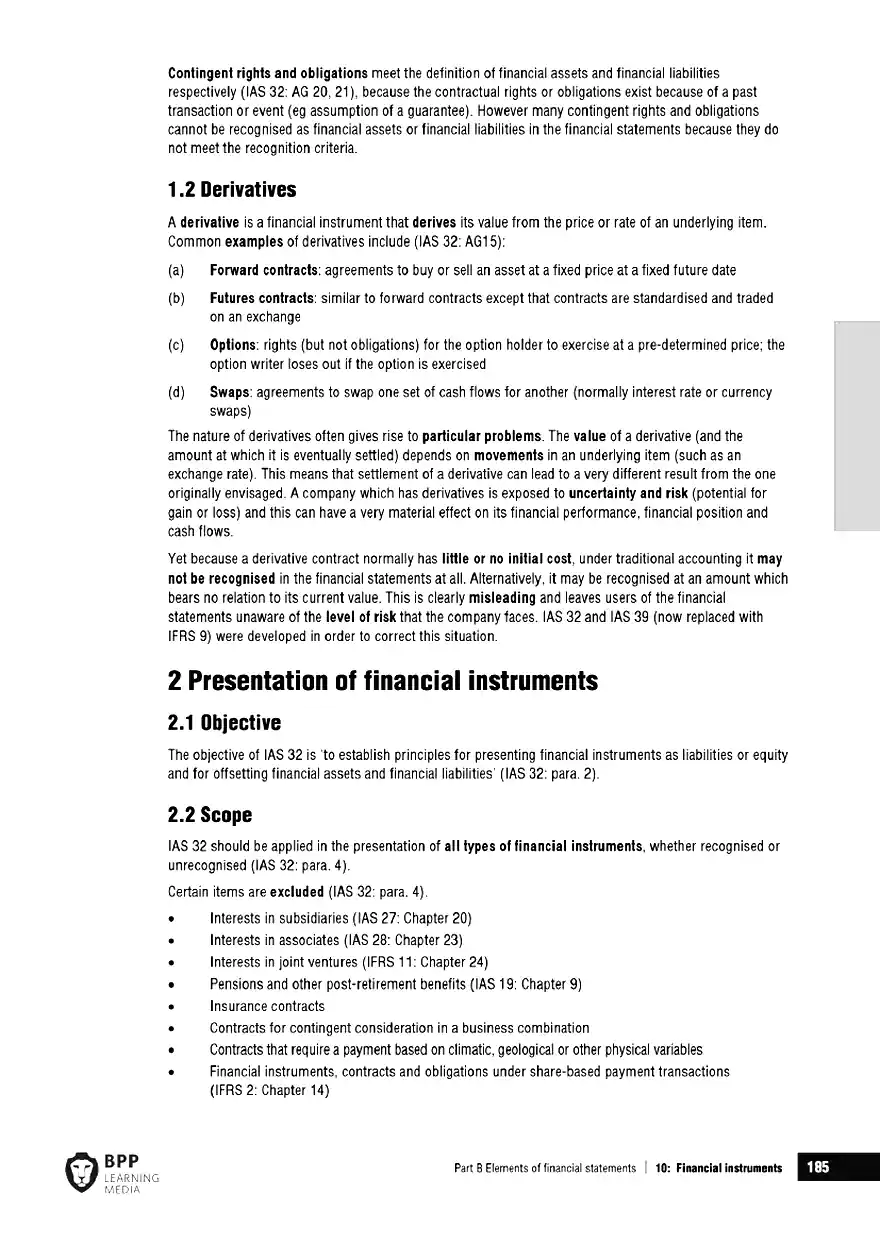 Contingent rights and obligations meet the definition of financial assets and financial liabilities
respectively (IAS 32: AG 20, 21), because the contractual rights or obligations exist because of a past
transaction or event (eg assumption of a guarantee). However many contingent rights and obligations
cannot be recognised as financial assets or financial liabilities in the financial statements because they do
not meet the recognition criteria.
1.2 Derivatives
A derivative is a financial instrument that derives its value from the price or rate of an underlying item.
Common examples of derivatives include (IAS 32: AG15):
(a) Forward contracts: agreements to buy or sell an asset at a fixed price at a fixed future date
(b) Futures contracts: similar to forward contracts except that contracts are standardised and traded
on an exchange
(c) Options: rights (but not obligations) for the option holder to exercise at a pre-determined price; the
option writer loses out if the option is exercised
(d) Swaps: agreements to swap one set of cash flows for another (normally interest rate or currency
swaps)
The nature of derivatives often gives rise to particular problems. The value of a derivative (and the
amount at which it is eventually settled) depends on movements in an underlying item (such as an
exchange rate). This means that settlement of a derivative can lead to a very different result from the one
originally envisaged. A company which has derivatives is exposed to uncertainty and risk (potential for
gain or loss) and this can have a very material effect on its financial performance, financial position and
cash flows.
Yet because a derivative contract normally has little or no initial cost, under traditional accounting it may
not be recognised in the financial statements at all. Alternatively, it may be recognised at an amount which
bears no relation to its current value. This is clearly misleading and leaves users of the financial
statements unaware of the level of risk that the company faces. IAS 32 and IAS 39 (now replaced with
IFRS 9) were developed in order to correct this situation.
2 Presentation of financial instruments
2.1 Objective
The objective of IAS 32 is 'to establish principles for presenting financial instruments as liabilities or equity
and for offsetting financial assets and financial liabilities' (IAS 32: para. 2).
2.2 Scope
IAS 32 should be applied in the presentation of all types of financial instruments, whether recognised or
unrecognised (IAS 32: para. 4).
Certain items are excluded (IAS 32: para. 4).
• Interests in subsidiaries (IAS 27: Chapter 20)
• Interests in associates (IAS 28: Chapter 23)
• Interests in joint ventures (IFRS 11: Chapter 24)
• Pensions and other post-retirement benefits (IAS 19: Chapter 9)
• Insurance contracts
• Contracts for contingent consideration in a business combination
• Contracts that require a payment based on climatic, geological or other physical variables
• Financial instruments, contracts and obligations under share-based payment transactions
(IFRS 2: Chapter 14)
BPP
LEARNING
MEDIA
Part B Elements of financial statements | 10: Financial instruments 185